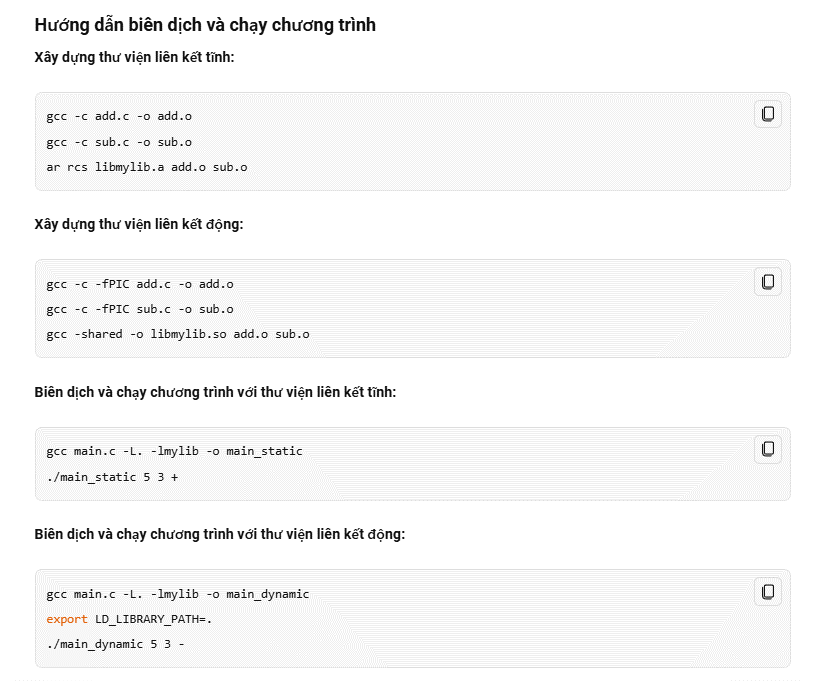 Hướng dẫn biên dịch và chạy chương trình
Xây dựng thư viện liên kết tĩnh:
gcc -c add.c -o add.o
gcc -c sub.c -o sub.o
ar rcs libmylib.a add.o sub.o
Xây dựng thư viện liên kết động:
gcc -c -fPIC add.c -o add.o
gcc -c -fPIC sub.c -o sub.o
gcc -shared -o libmylib.so add.o sub.o
Biên dịch và chạy chương trình với thư viện liên kết tĩnh:
gcc main.c -L. -lmylib -o main_static
./main_static 5 3 +
Biên dịch và chạy chương trình với thư viện liên kết động:
gcc main.c -L. -lmylib -o main_dynamic
export LD_LIBRARY_PATH=.
./main_dynamic 5 3 -